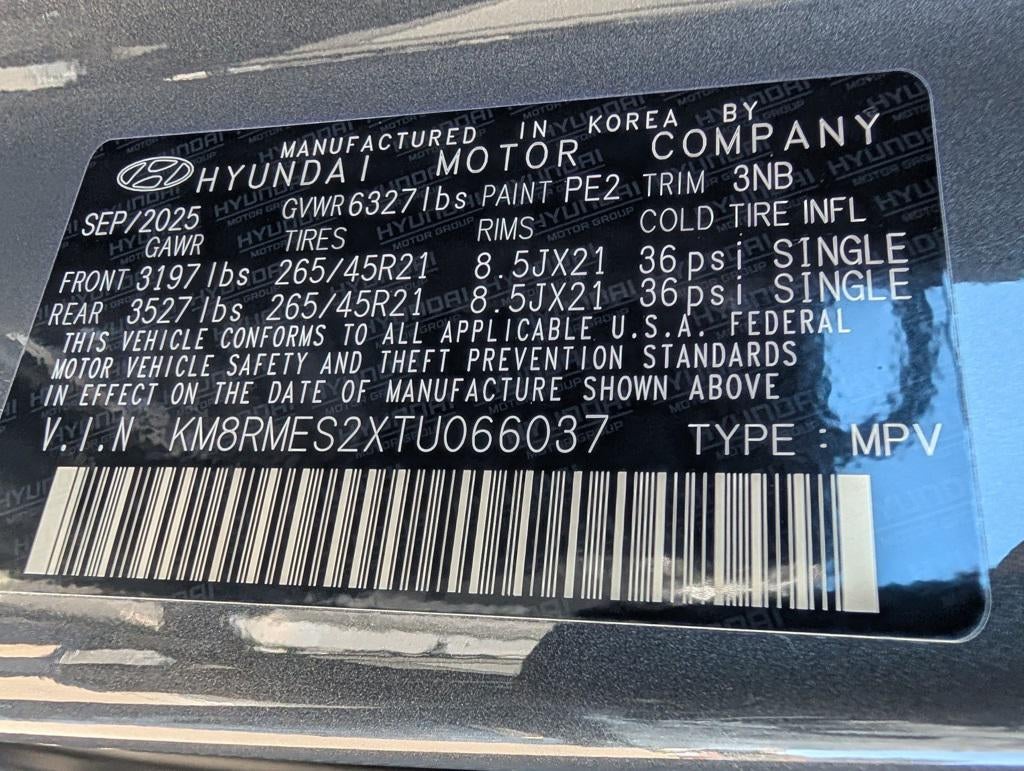 MANUFACTURED IN KOREA BY
HYUNDAI MOTOR COMPANY
SEP/2025 GVWR 6327lbs PAINT PE2 TRIM 3NB
GAWR TIRES RIMS COLD TIRE INFL
FRONT 3197lbs 265/45R21 8.5JX21 36psi SINGLE
REAR 3527lbs 265/45R21 8.5JX21 36psi SINGLE
THIS VEHICLE CONFORMS TO ALL APPLICABLE U.S.A. FEDERAL
MOTOR VEHICLE SAFETY AND THEFT PREVENTION STANDARDS
IN EFFECT ON THE DATE OF MANUFACTURE SHOWN ABOVE
V.I.N KM8RMES2XTU066037 TYPE : MPV